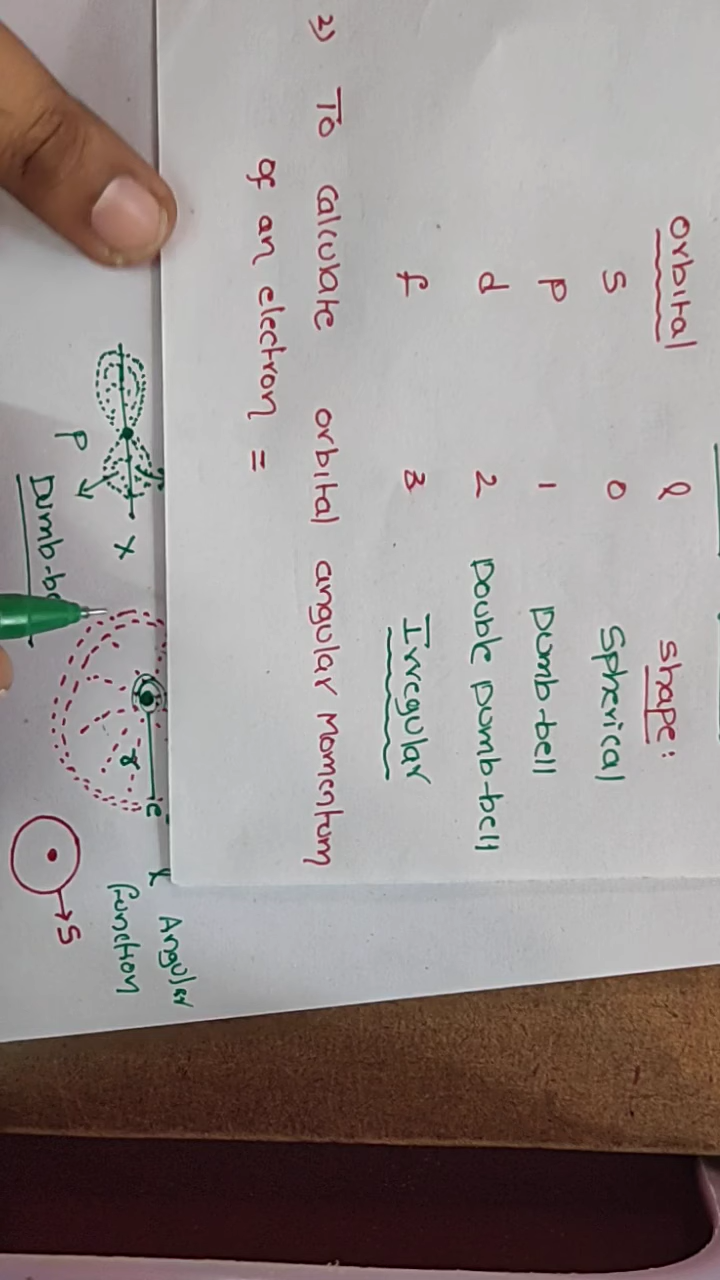 orbital l shape:
S 0 Spherical
P 1 Dumb-bell
d 2 Double Dumb-bell
f 3 Irregular
2) To calculate orbital angular Momentum
of an electron =
Angular
function
X
P
e
r
S